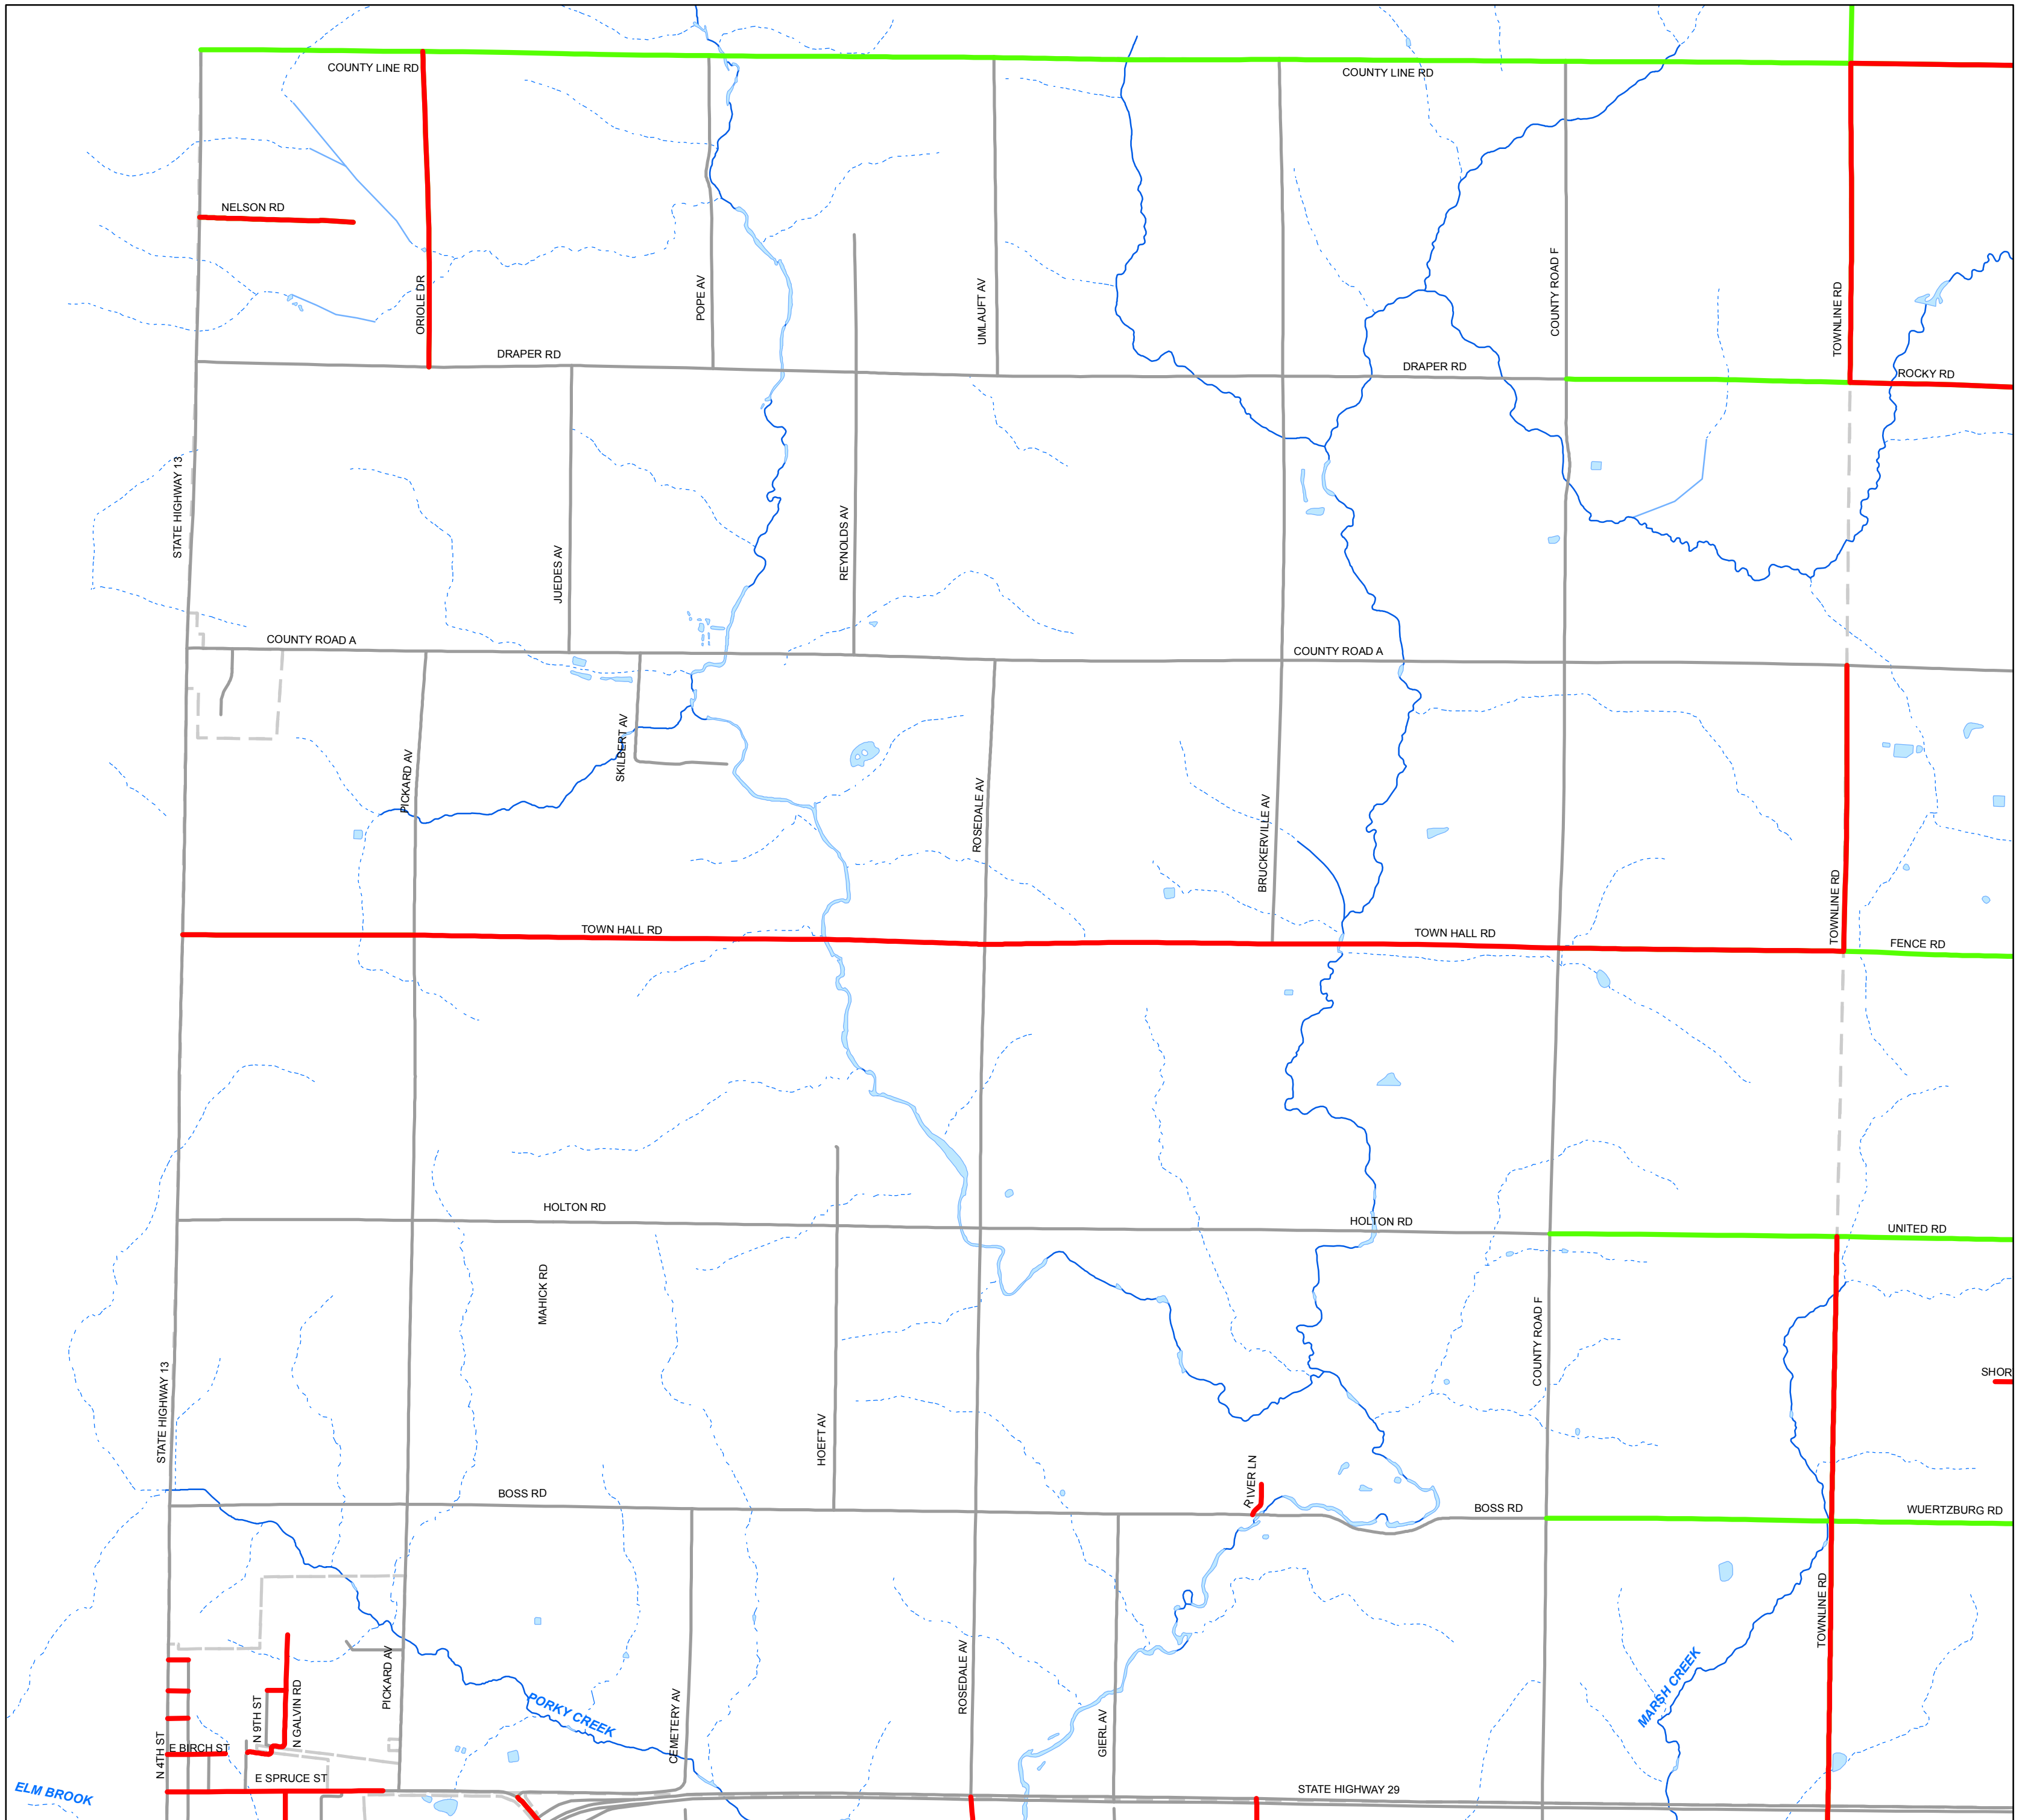 COUNTY LINE RD
COUNTY LINE RD
NELSON RD
ORIOLE DR
POPE AV
UMLAUFT AV
COUNTY ROAD F
TOWNLINE RD
DRAPER RD
DRAPER RD
ROCKY RD
STATE HIGHWAY 13
JUEDES AV
REYNOLDS AV
COUNTY ROAD A
COUNTY ROAD A
PICKARD AV
SKILBERT AV
ROSEDALE AV
BRUCKERVILLE AV
TOWNLINE RD
TOWN HALL RD
TOWN HALL RD
FENCE RD
HOLTON RD
HOLTON RD
UNITED RD
MAHICK RD
COUNTY ROAD F
STATE HIGHWAY 13
SHOR
HOEFT AV
RIVER LN
BOSS RD
BOSS RD
WUERTZBURG RD
TOWNLINE RD
PICKARD AV
N 9TH ST
N GALVIN RD
PORKY CREEK
CEMETERY AV
ROSEDALE AV
GIERL AV
MARSH CREEK
N 4TH ST
E BIRCH ST
E SPRUCE ST
STATE HIGHWAY 29
ELM BROOK